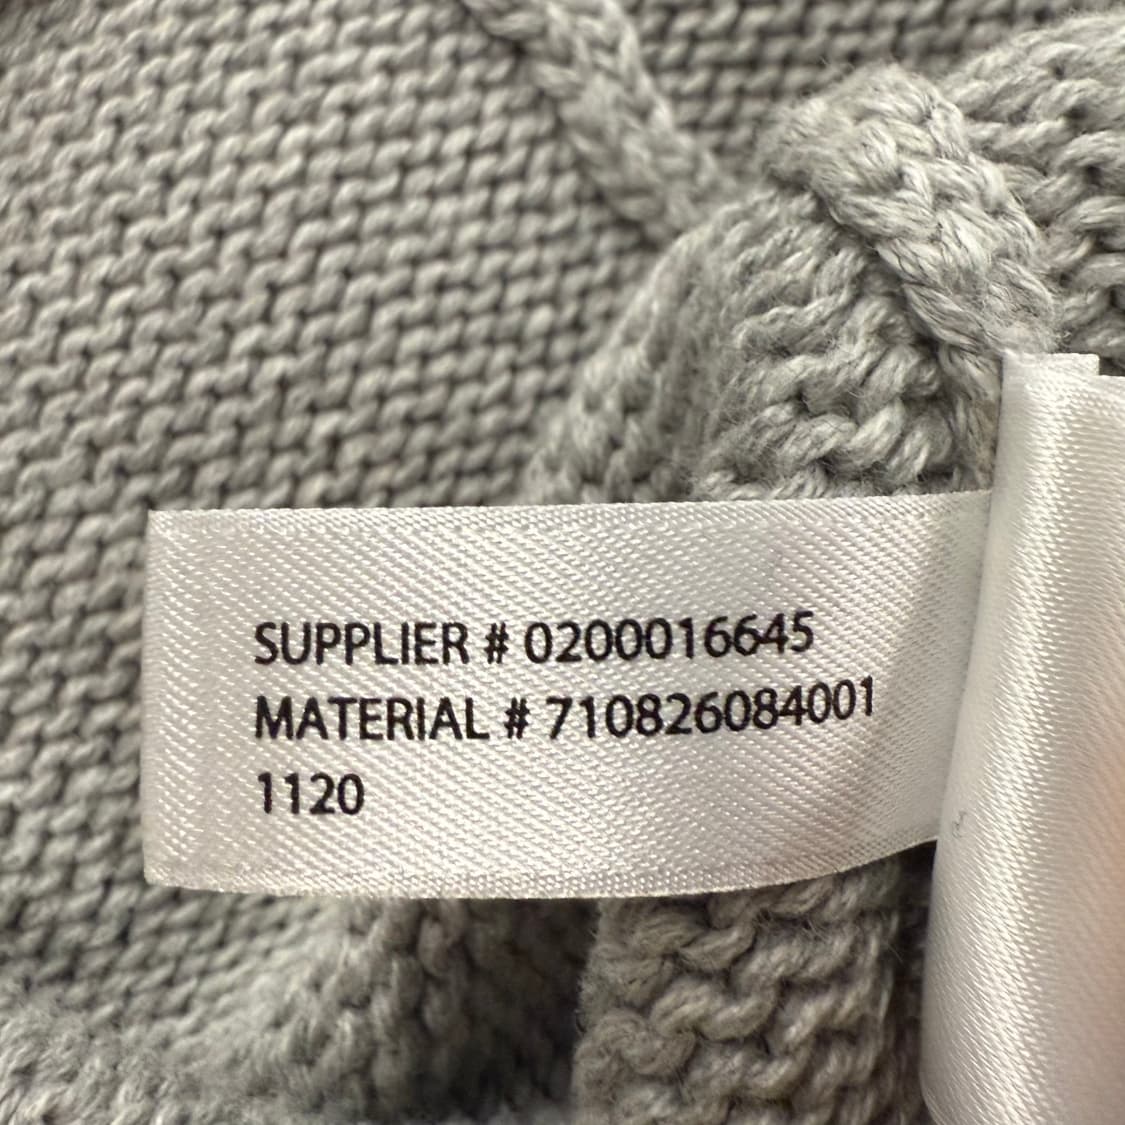 SUPPLIER # 0200016645
MATERIAL # 710826084001
1120